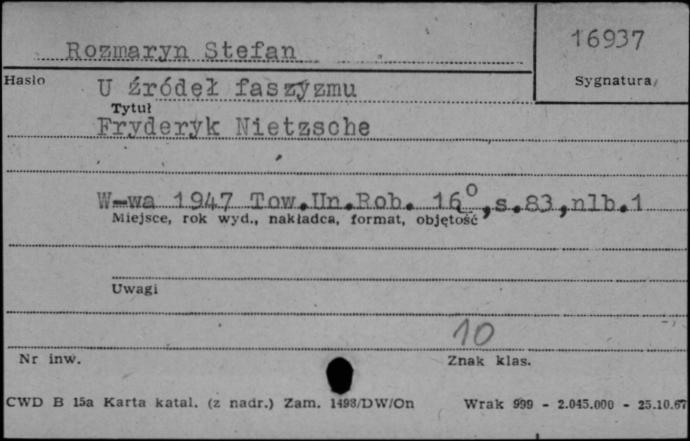 Rozmaryn Stefan
16937
Hasło
Sygnatura
U źródeł faszyzmu
Tytuł
Fryderyk Nietzsche
W-wa 1947 Tow.Un.Rob. 16°,s.83,nlb.1
Miejsce, rok wyd., nakładca, format, objętość
Uwagi
10
Nr inw.
Znak klas.
CWD B 15a Karta katal. (z nadr.) Zam. 1498/DW/On Wrak 999 - 2.045.000 - 25.10.67